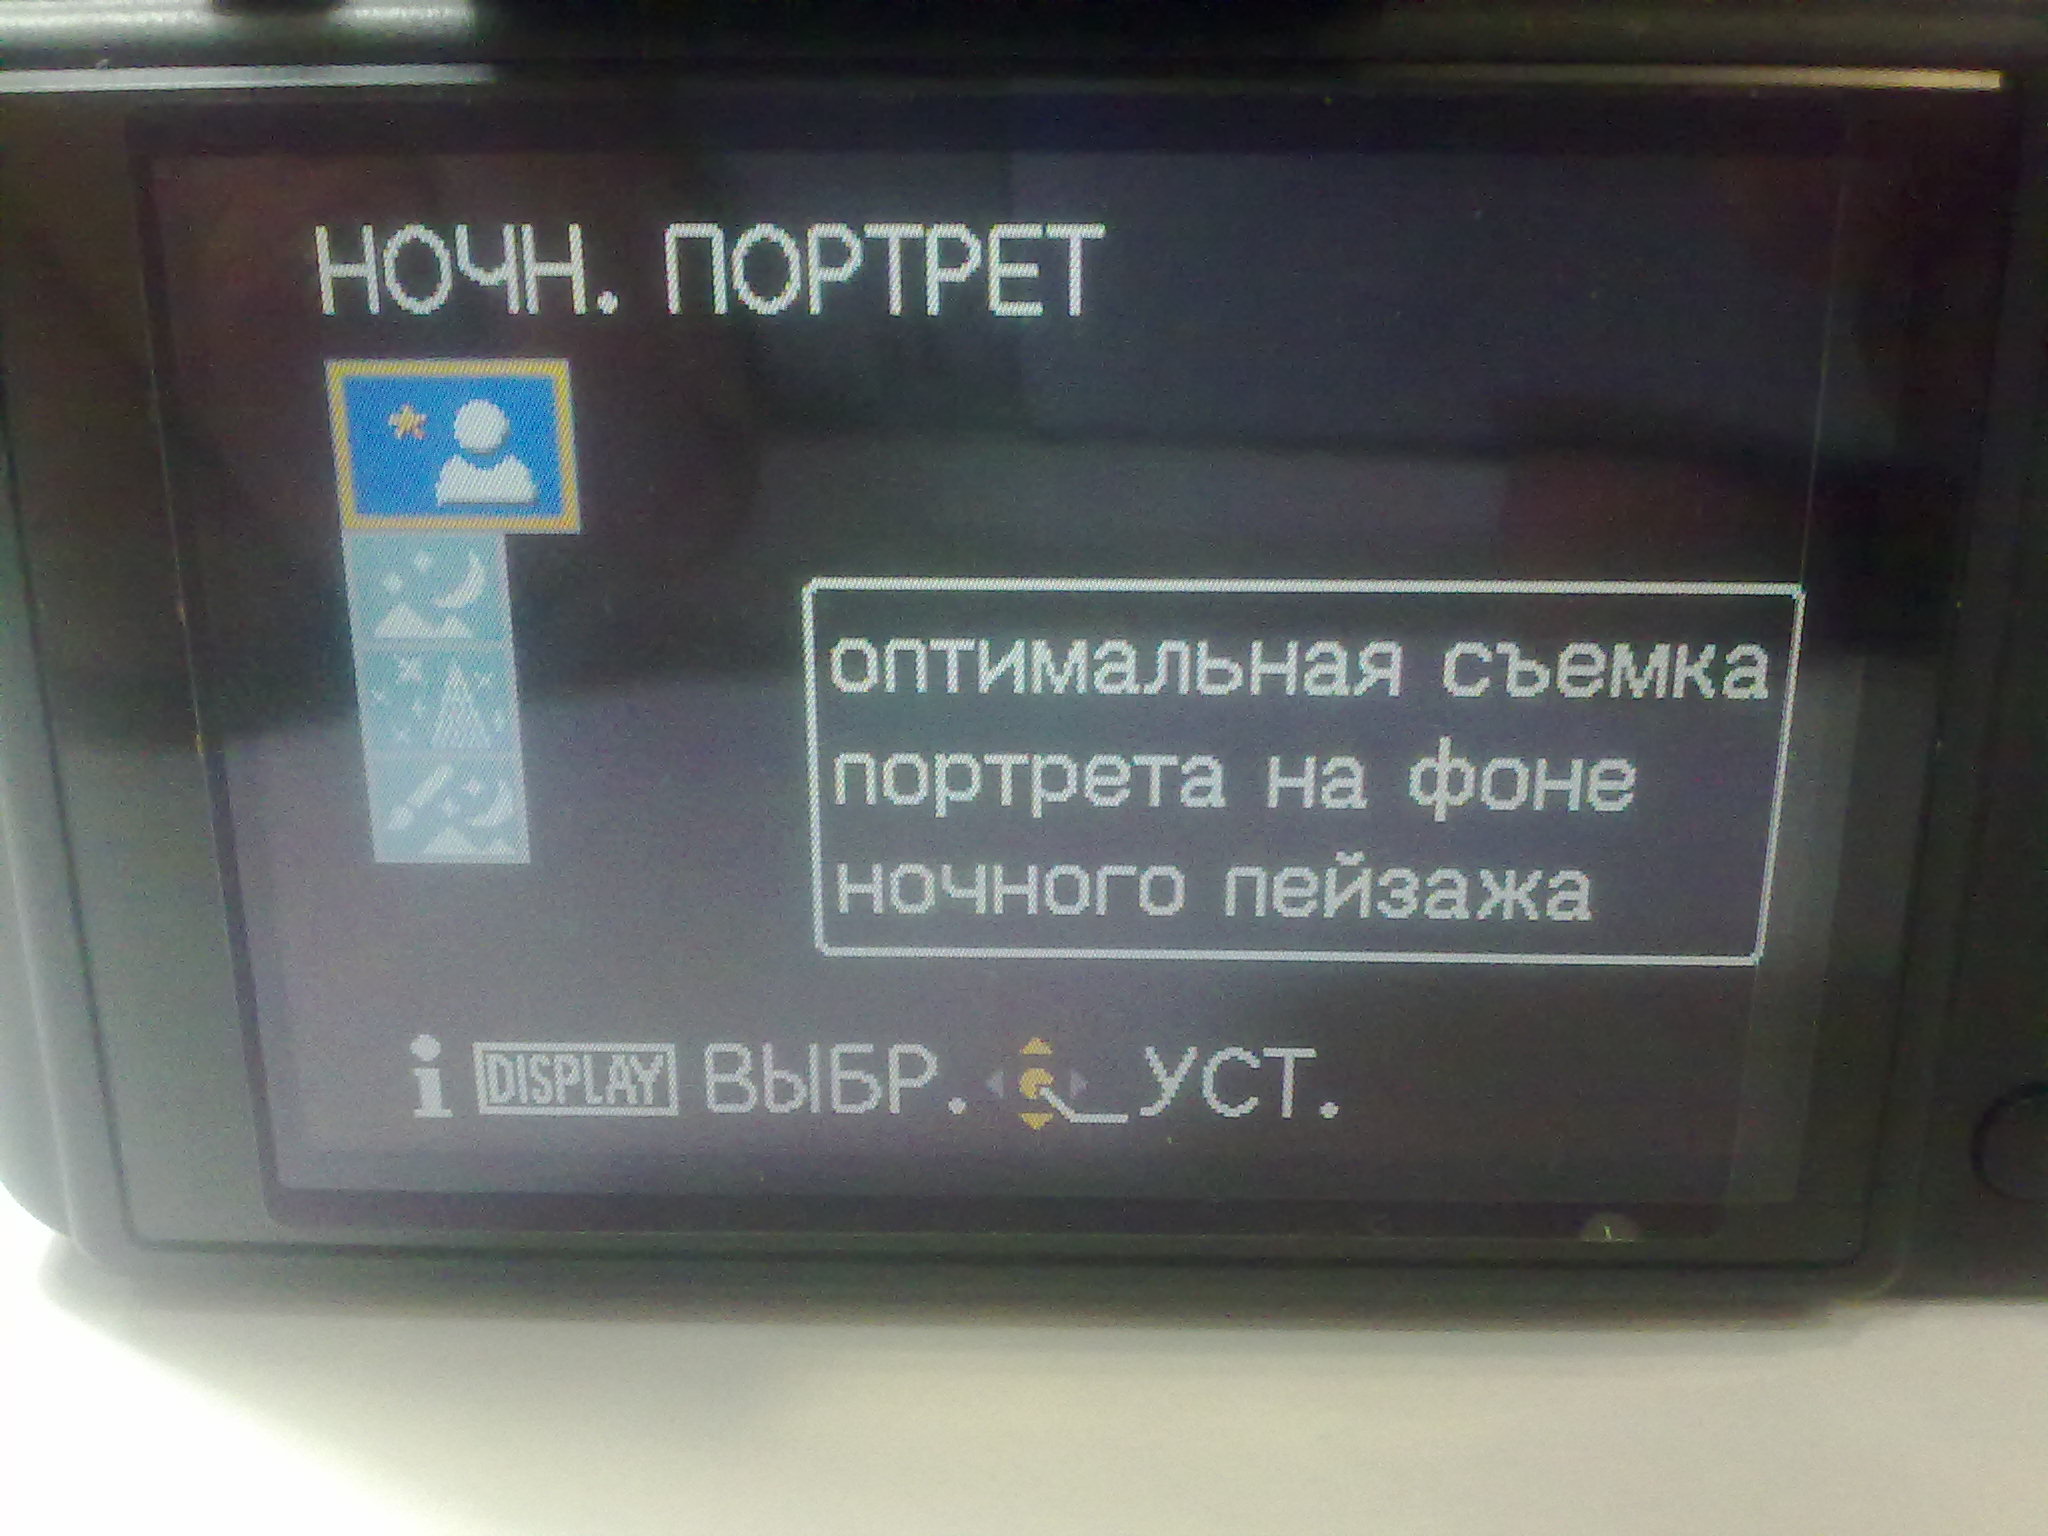 НОЧН. ПОРТРЕТ
оптимальная съемка
портрета на фоне
ночного пейзажа
i DISPLAY ВЫБР. УСТ.